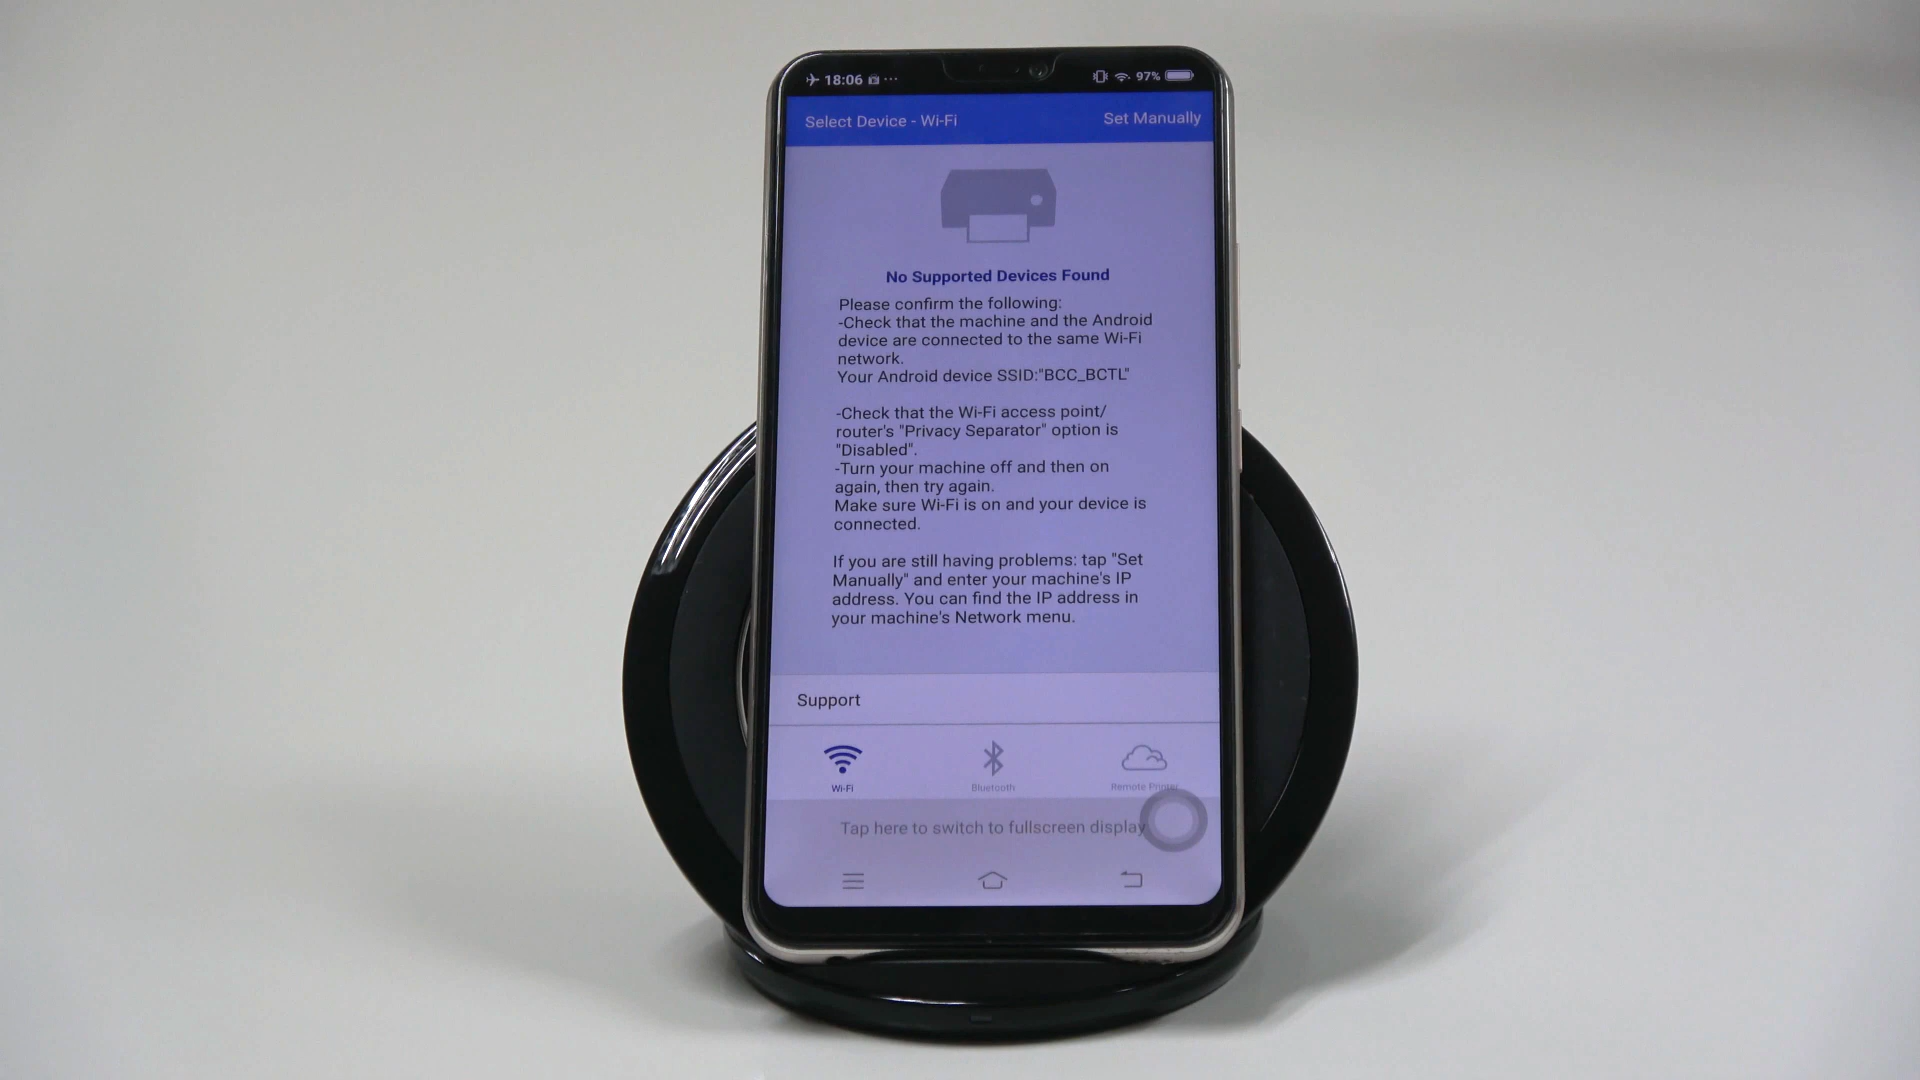 18:06
97%
Select Device - Wi-Fi
Set Manually
No Supported Devices Found
Please confirm the following:
-Check that the machine and the Android
device are connected to the same Wi-Fi
network.
Your Android device SSID:"BCC_BCTL"
-Check that the Wi-Fi access point/
router's "Privacy Separator" option is
"Disabled".
-Turn your machine off and then on
again, then try again.
Make sure Wi-Fi is on and your device is
connected.
If you are still having problems: tap "Set
Manually" and enter your machine's IP
address. You can find the IP address in
your machine's Network menu.
Support
Wi-Fi
Bluetooth
Remote Printer
Tap here to switch to fullscreen display